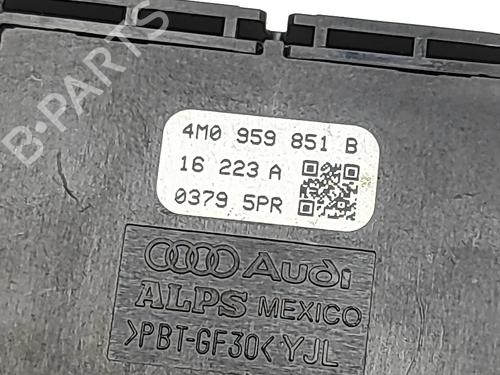 4M0 959 851 B
16 223 A
0379 5PR
Audi
ALPS MEXICO
>PBT-GF30< YJL
B-PARTS